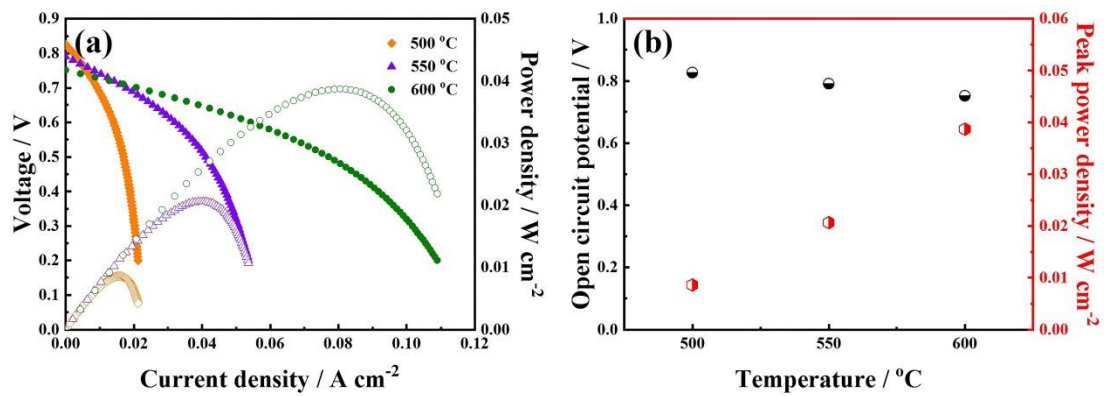 (a)
500 °C
550 °C
600 °C
Voltage / V
0.9
0.8
0.7
0.6
0.5
0.4
0.3
0.2
0.1
0.0
0.00 0.02 0.04 0.06 0.08 0.10 0.12
Current density / A cm-2
0.05
0.04
0.03
0.02
0.01
0.00
Power density / W cm-2
(b)
Open circuit potential / V
1.0
0.8
0.6
0.4
0.2
0.0
500 550 600
Temperature / °C
0.06
0.05
0.04
0.03
0.02
0.01
0.00
Peak power density / W cm-2